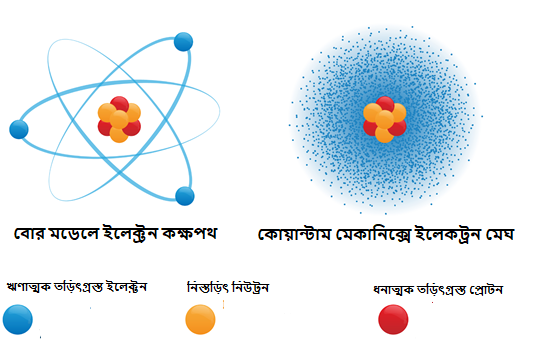 বোর মডেলে ইলেক্ট্রন কক্ষপথ
কোয়ান্টাম মেকানিক্সে ইলেকট্রন মেঘ
ঋণাত্মক তড়িৎগ্রস্ত ইলেক্ট্রন
নিস্তড়িৎ নিউট্রন
ধনাত্মক তড়িৎগ্রস্ত প্রোটন